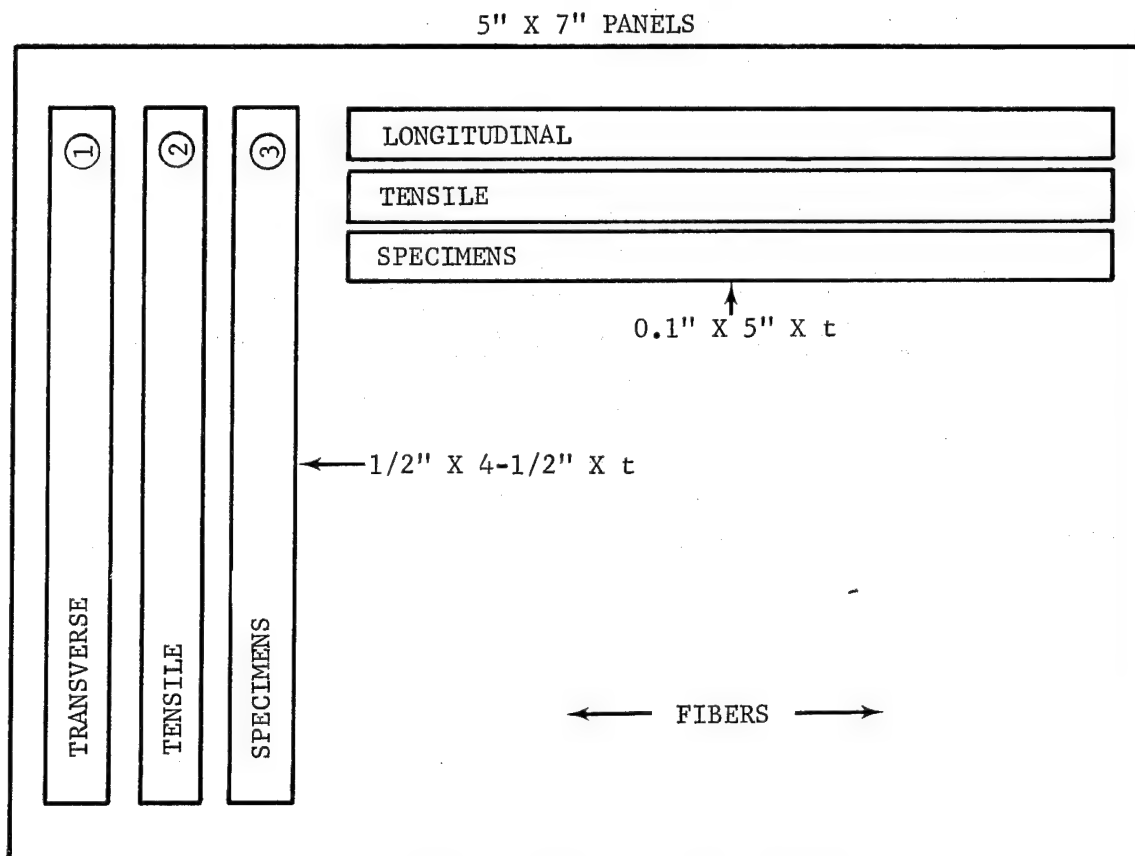 5" X 7" PANELS
① TRANSVERSE
② TENSILE
③ SPECIMENS
LONGITUDINAL
TENSILE
SPECIMENS
0.1" X 5" X t
1/2" X 4-1/2" X t
FIBERS